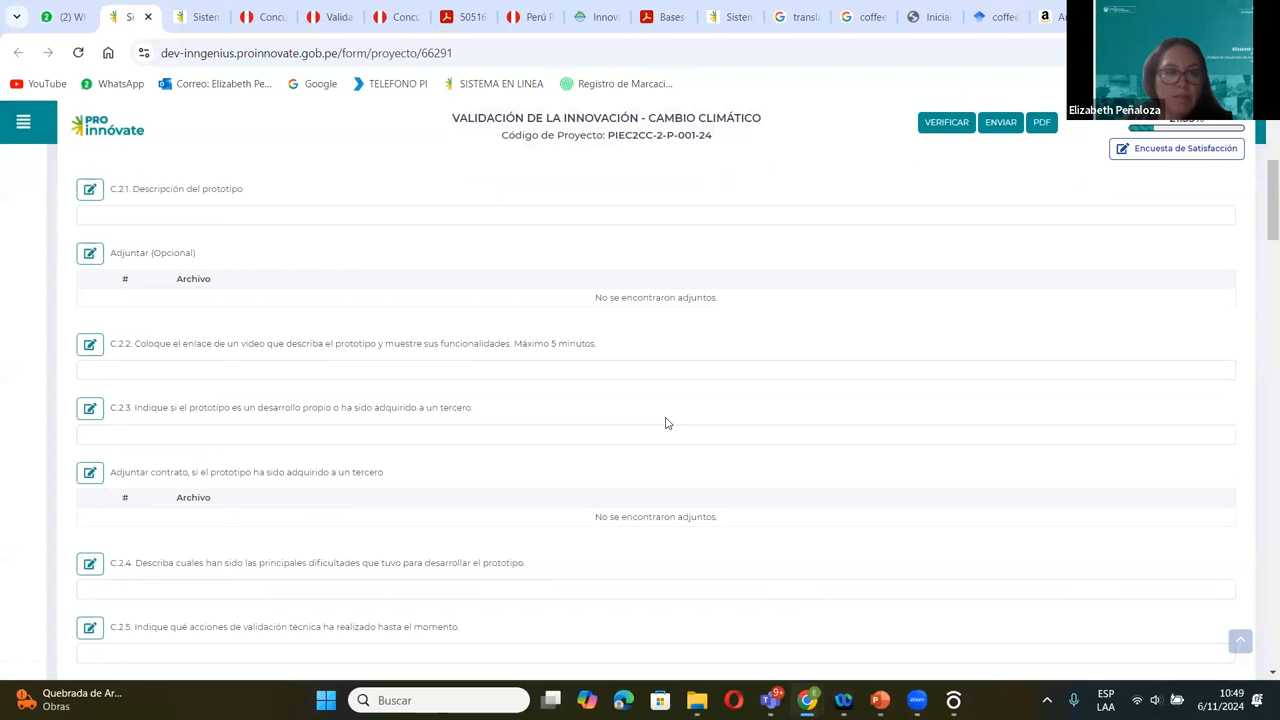 (2) W
Si
Sisten
Concu
Valida
Conso
505 N
Perú
Innov
Bases
Sisten
trans
coffe
Inicia
coffe
dev-inngenius.proinnovate.gob.pe/form/proyecto/66291
YouTube
WhatsApp
Correo: Elizabeth Pe...
Google
TELEFONO PI
SISTEMA EN LINEA
Registro de Marcaci...
Elizabeth Peñaloza
PRO
innóvate
VALIDACIÓN DE LA INNOVACIÓN - CAMBIO CLIMÁTICO
Código de Proyecto: PIEC2CC-2-P-001-24
VERIFICAR
ENVIAR
PDF
Encuesta de Satisfacción
C.2.1. Descripción del prototipo
Adjuntar (Opcional)
# Archivo
No se encontraron adjuntos.
C.2.2. Coloque el enlace de un video que describa el prototipo y muestre sus funcionalidades. Máximo 5 minutos.
C.2.3. Indique si el prototipo es un desarrollo propio o ha sido adquirido a un tercero.
Adjuntar contrato, si el prototipo ha sido adquirido a un tercero
# Archivo
No se encontraron adjuntos.
C.2.4. Describa cuáles han sido las principales dificultades que tuvo para desarrollar el prototipo.
C.2.5. Indique qué acciones de validación técnica ha realizado hasta el momento.
Quebrada de Ar...
Obras
Buscar
9+
zoom
ESP
LAA
10:49
6/11/2024